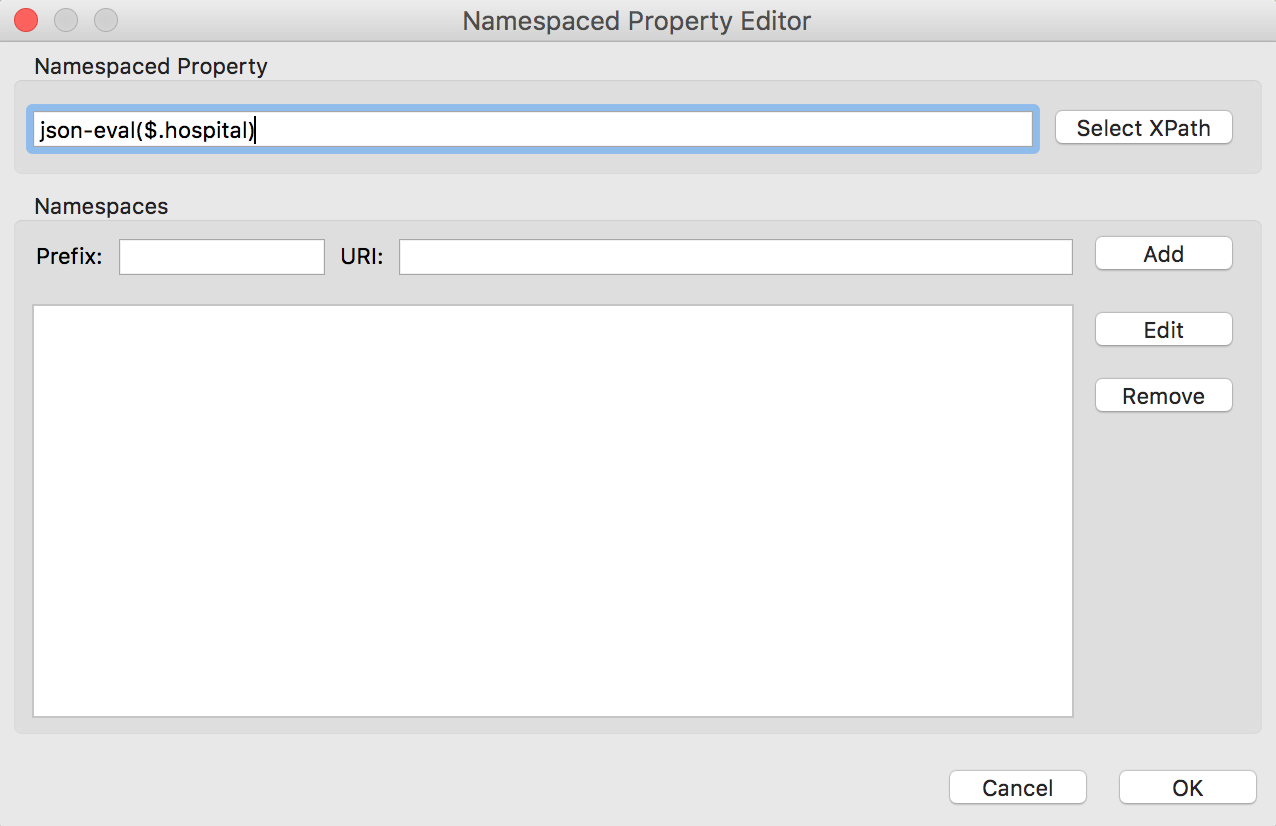 Namespaced Property Editor
Namespaced Property
json-eval($.hospital)
Select XPath
Namespaces
Prefix:
URI:
Add
Edit
Remove
Cancel
OK